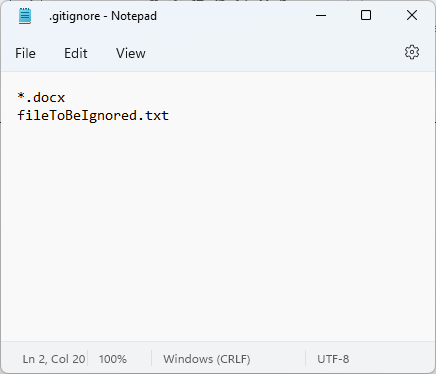 .gitignore - Notepad
File Edit View
*.docx
fileToBeIgnored.txt
Ln 2, Col 20 100% Windows (CRLF) UTF-8